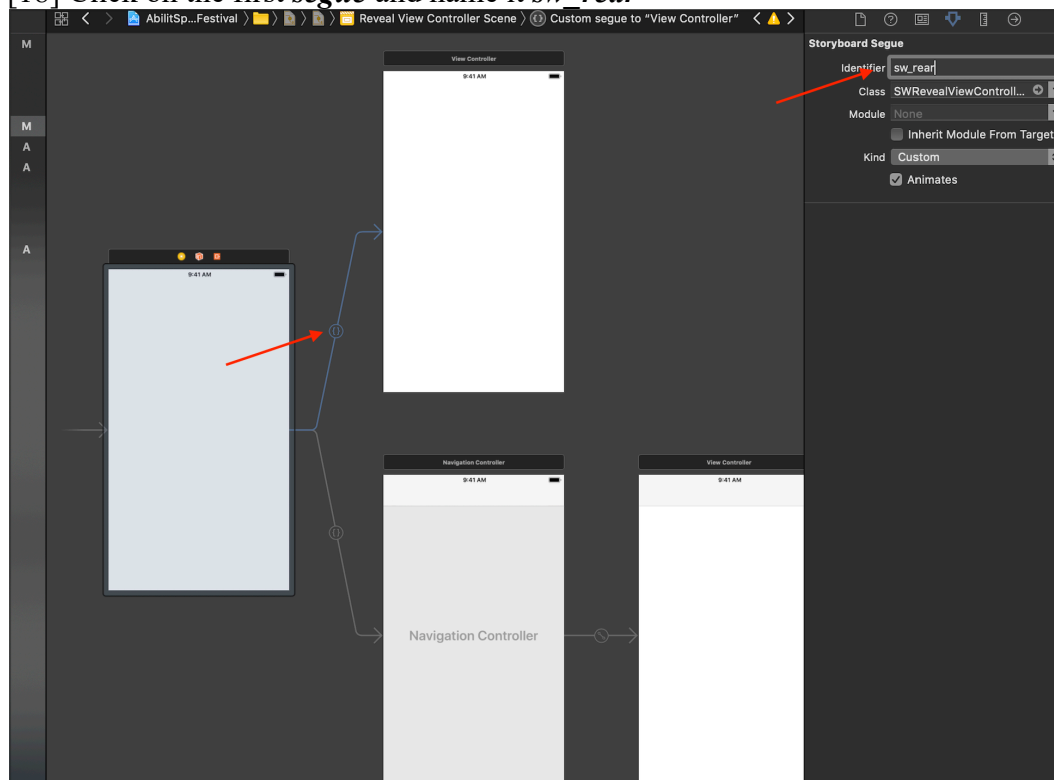 [18] Click on the first segue and name it sw_rear
AbilitSp...Festival 〉 〉 〉 〉 Reveal View Controller Scene 〉 Custom segue to "View Controller"
M
M
A
A
A
View Controller
9:41 AM
9:41 AM
Navigation Controller
9:41 AM
Navigation Controller
View Controller
9:41 AM
Storyboard Segue
Identifier sw_rear
Class SWRevealViewControll...
Module None
Inherit Module From Target
Kind Custom
Animates